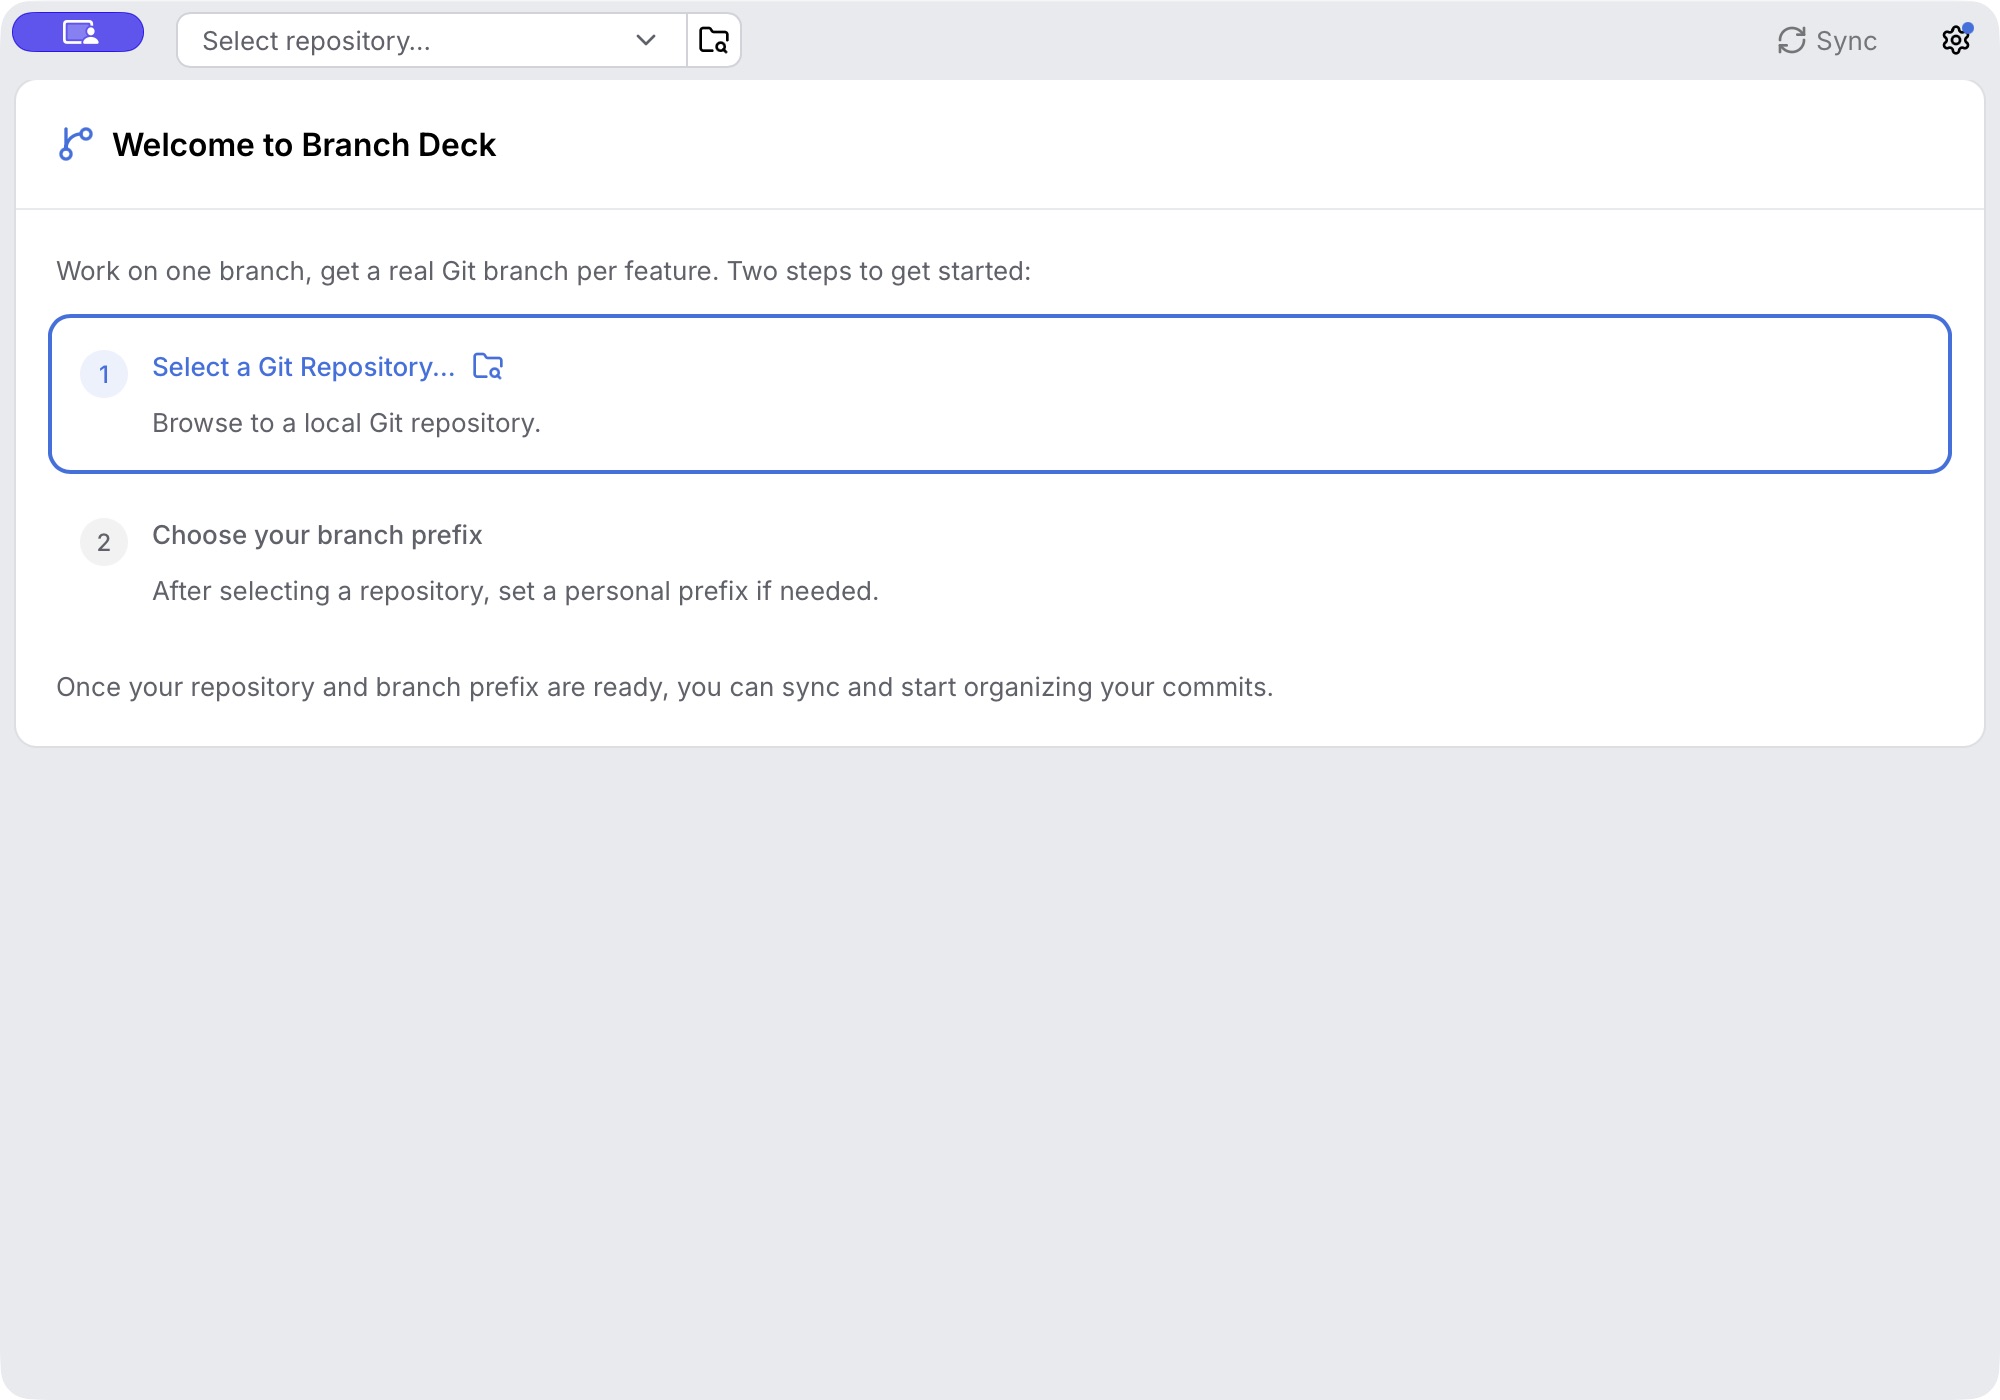 Select repository...
Sync
Welcome to Branch Deck
Work on one branch, get a real Git branch per feature. Two steps to get started:
1
Select a Git Repository...
Browse to a local Git repository.
2
Choose your branch prefix
After selecting a repository, set a personal prefix if needed.
Once your repository and branch prefix are ready, you can sync and start organizing your commits.